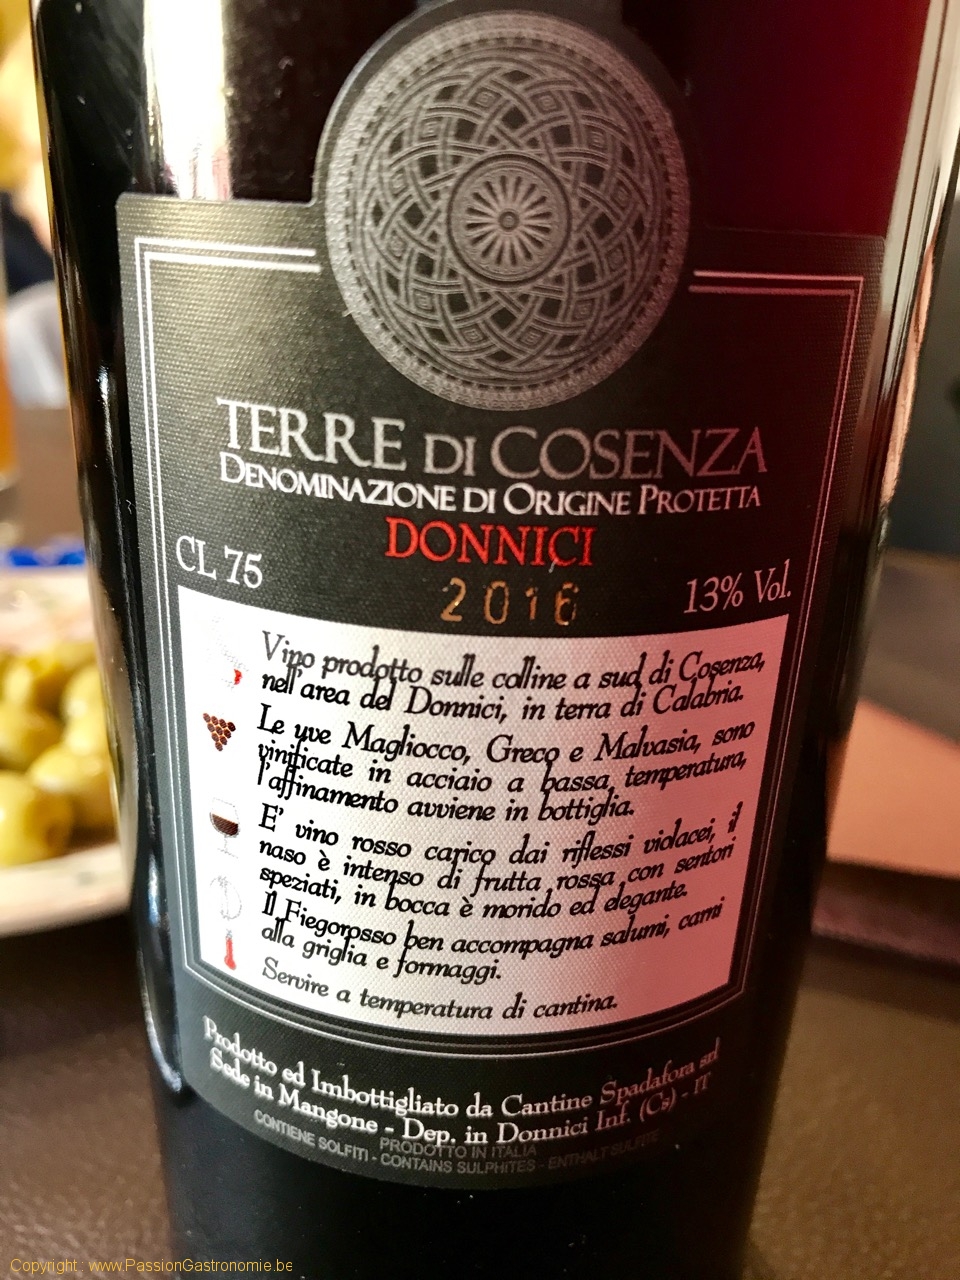 TERRE DI COSENZA
DENOMINAZIONE DI ORIGINE PROTETTA
DONNICI
CL 75
2016
13% Vol.
Vino prodotto sulle colline a sud di Cosenza,
nell'area del Donnici, in terra di Calabria.
Le uve Magliocco, Greco e Malvasia, sono
vinificate in acciaio a bassa temperatura,
l'affinamento avviene in bottiglia.
E' vino rosso carico dai riflessi violacei, il
naso è intenso di frutta rossa con sentori
speziati, in bocca è morido ed elegante.
Il Fiegorosso ben accompagna salumi, carni
alla griglia e formaggi.
Servire a temperatura di cantina.
Prodotto ed Imbottigliato da Cantine Spadafora srl
Sede in Mangone - Dep. in Donnici Inf. (Cs) - IT
PRODOTTO IN ITALIA
CONTIENE SOLFITI - CONTAINS SULPHITES - ENTHALT SULFITE
Copyright : www.PassionGastronomie.be